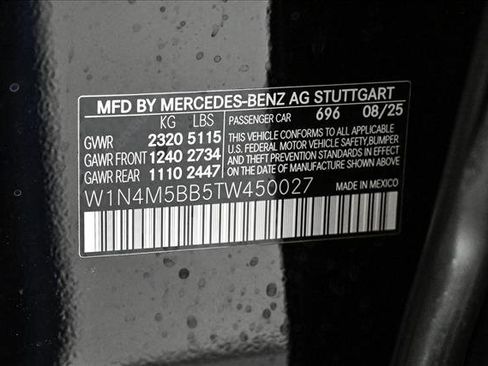 MFD BY MERCEDES-BENZ AG STUTTGART
KG LBS PASSENGER CAR 696 08/25
GVWR 2320 5115
GAWR FRONT 1240 2734
GAWR REAR 1110 2447
THIS VEHICLE CONFORMS TO ALL APPLICABLE
U.S. FEDERAL MOTOR VEHICLE SAFETY, BUMPER,
AND THEFT PREVENTION STANDARDS IN EFFECT
ON THE DATE OF MANUFACTURE SHOWN ABOVE.
W1N4M5BB5TW450027 MADE IN MEXICO